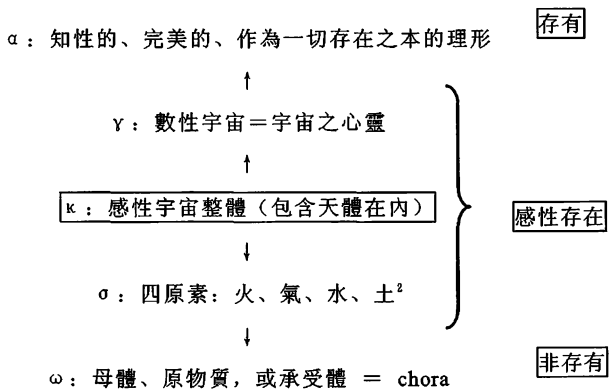 存有
α：知性的、完美的、作為一切存在之本的理形
↑
γ：數性宇宙＝宇宙之心靈
↑
κ：感性宇宙整體（包含天體在內）
感性存在
↓
σ：四原素：火、氣、水、土²
↓
非存有
ω：母體、原物質，或承受體 ＝ chora